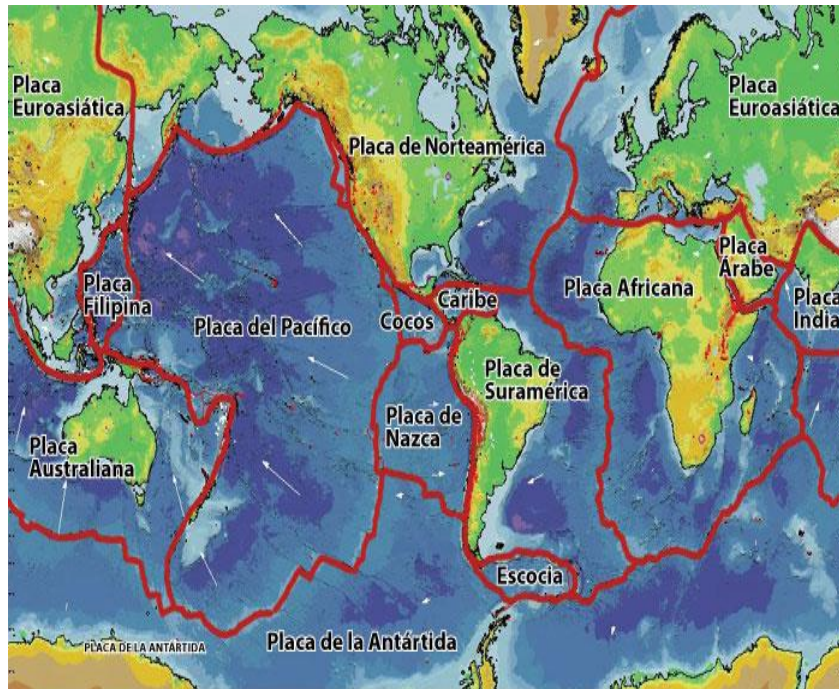 Placa
Euroasiática
Placa
Euroasiática
Placa de Norteamérica
Placa
Filipina
Placa del Pacífico
Cocos
Caribe
Placa Africana
Placa
Árabe
Placa
India
Placa de
Suramérica
Placa de
Nazca
Placa
Australiana
Escocia
Placa de la Antártida
PLACA DE LA ANTÁRTIDA